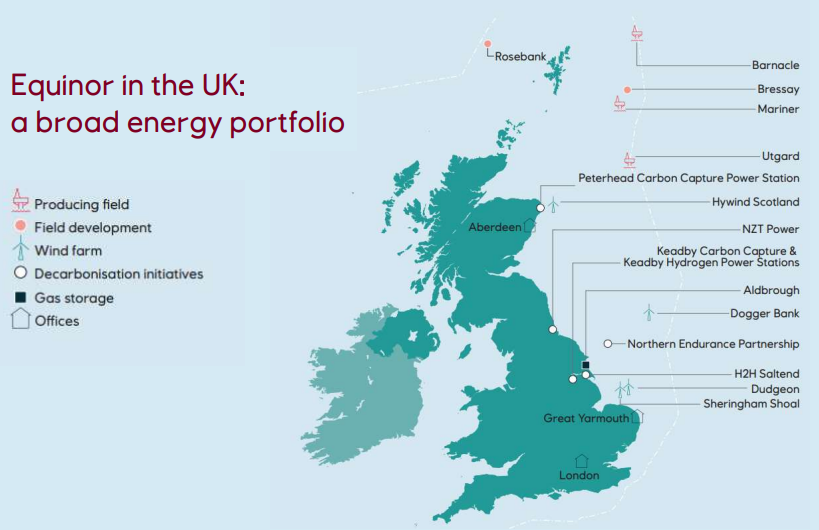 Equinor in the UK:
a broad energy portfolio
Producing field
Field development
Wind farm
Decarbonisation initiatives
Gas storage
Offices
Rosebank
Barnacle
Bressay
Mariner
Utgard
Peterhead Carbon Capture Power Station
Hywind Scotland
Aberdeen
NZT Power
Keadby Carbon Capture &
Keadby Hydrogen Power Stations
Aldbrough
Dogger Bank
Northern Endurance Partnership
H2H Saltend
Dudgeon
Sheringham Shoal
Great Yarmouth
London